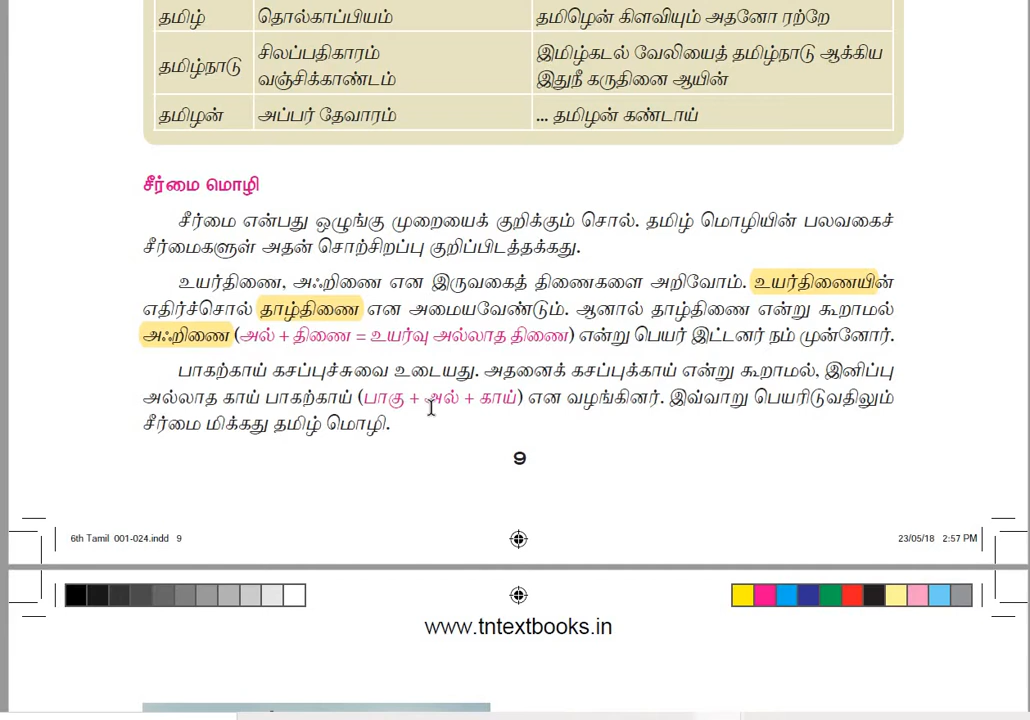 தமிழ் தொல்காப்பியம் தமிழென் கிளவியும் அதனோ ரற்றே
தமிழ்நாடு சிலப்பதிகாரம் வஞ்சிக்காண்டம் இமிழ்கடல் வேலியைத் தமிழ்நாடு ஆக்கிய இதுநீ கருதினை ஆயின்
தமிழன் அப்பர் தேவாரம் ... தமிழன் கண்டாய்
சீர்மை மொழி
சீர்மை என்பது ஒழுங்கு முறையைக் குறிக்கும் சொல். தமிழ் மொழியின் பலவகைச்
சீர்மைகளுள் அதன் சொற்சிறப்பு குறிப்பிடத்தக்கது.
உயர்திணை, அஃறிணை என இருவகைத் திணைகளை அறிவோம். உயர்திணையின்
எதிர்ச்சொல் தாழ்திணை என அமையவேண்டும். ஆனால் தாழ்திணை என்று கூறாமல்
அஃறிணை (அல் + திணை = உயர்வு அல்லாத திணை) என்று பெயர் இட்டனர் நம் முன்னோர்.
பாகற்காய் கசப்புச்சுவை உடையது. அதனைக் கசப்புக்காய் என்று கூறாமல், இனிப்பு
அல்லாத காய் பாகற்காய் (பாகு + அல் + காய்) என வழங்கினர். இவ்வாறு பெயரிடுவதிலும்
சீர்மை மிக்கது தமிழ் மொழி.
9
6th Tamil 001-024.indd 9 23/05/18 2:57 PM
www.tntextbooks.in